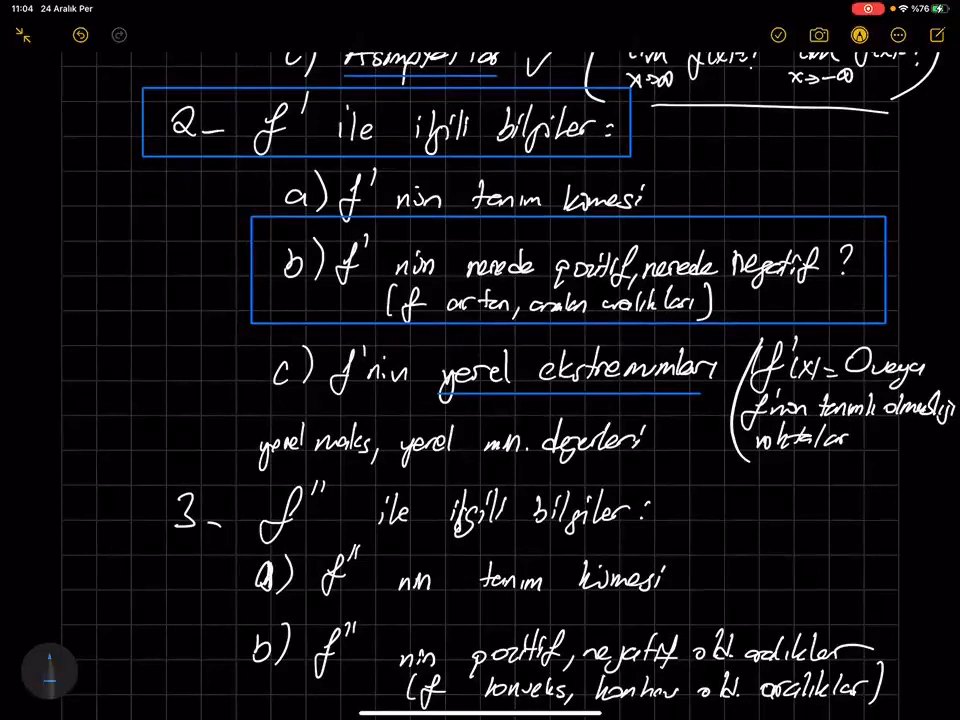 11:04 24 Aralık Per %76
c) Asimptotlar ✓ ( lim f(x)=? lim f(x)=? )
x→∞ x→-∞
2- f' ile ilgili bilgiler:
a) f' nün tanım kümesi
b) f' nün nerede pozitif, nerede negatif ?
(f artan, azalan aralıkları)
c) f'nin yerel ekstremumları (f'(x)=0 veya
f'nün tanımlı olmadığı
noktalar
yerel maks, yerel min. değerleri
3- f'' ile ilgili bilgiler:
a) f'' nin tanım kümesi
b) f'' nin pozitif, negatif old. aralıklar
(f konveks, konkav old. aralıklar)